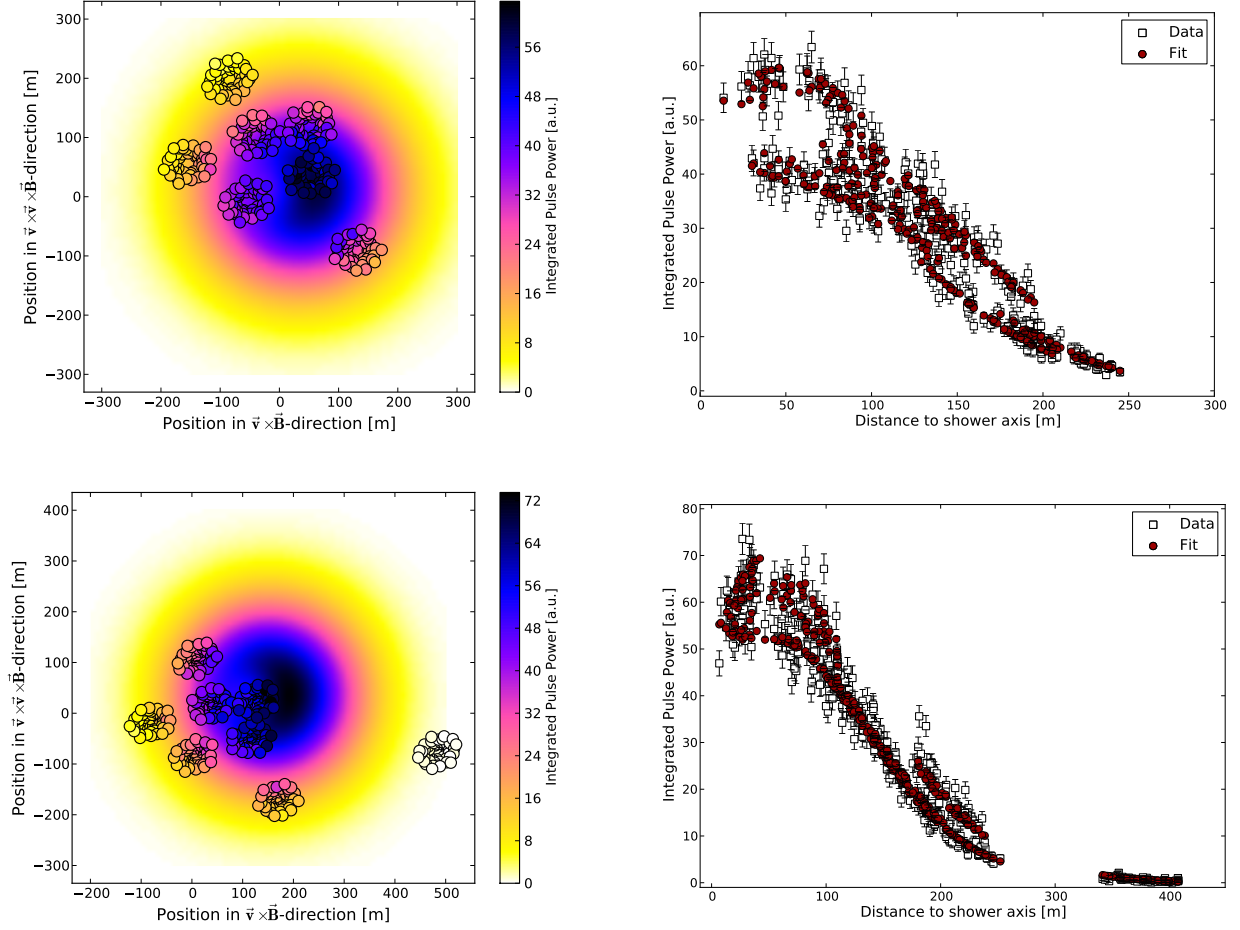 300
200
100
0
−100
−200
−300
−300 −200 −100 0 100 200 300
Position in v⃗ ×v⃗ ×B⃗-direction [m]
Position in v⃗ ×B⃗-direction [m]
56
48
40
32
24
16
8
0
Integrated Pulse Power [a.u.]
60
50
40
30
20
10
0
0 50 100 150 200 250 300
Integrated Pulse Power [a.u.]
Distance to shower axis [m]
Data
Fit
400
300
200
100
0
−100
−200
−300
−200 −100 0 100 200 300 400 500
Position in v⃗ ×v⃗ ×B⃗-direction [m]
Position in v⃗ ×B⃗-direction [m]
72
64
56
48
40
32
24
16
8
0
Integrated Pulse Power [a.u.]
80
70
60
50
40
30
20
10
0
0 100 200 300 400
Integrated Pulse Power [a.u.]
Distance to shower axis [m]
Data
Fit